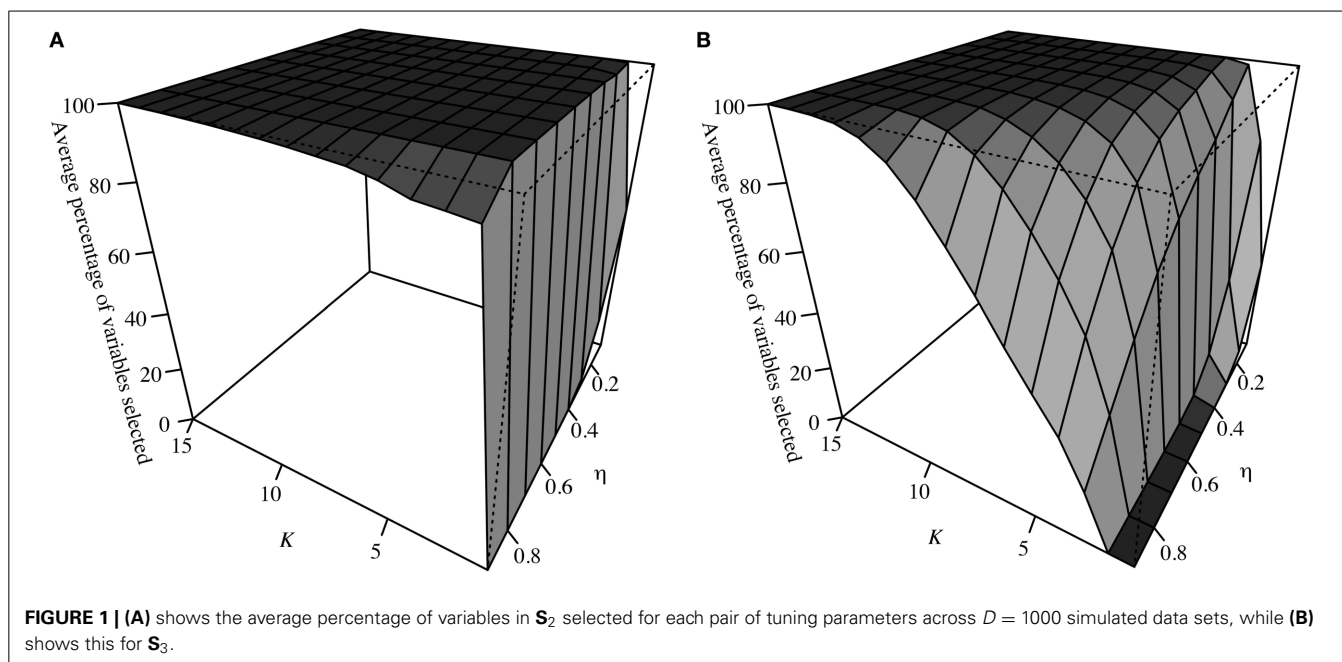 A
100
80
60
40
20
0
Average percentage of variables selected
15
10
5
K
0.2
0.4
0.6
0.8
η
B
100
80
60
40
20
0
Average percentage of variables selected
15
10
5
K
0.2
0.4
0.6
0.8
η
FIGURE 1 | (A) shows the average percentage of variables in S₂ selected for each pair of tuning parameters across D = 1000 simulated data sets, while (B)
shows this for S₃.